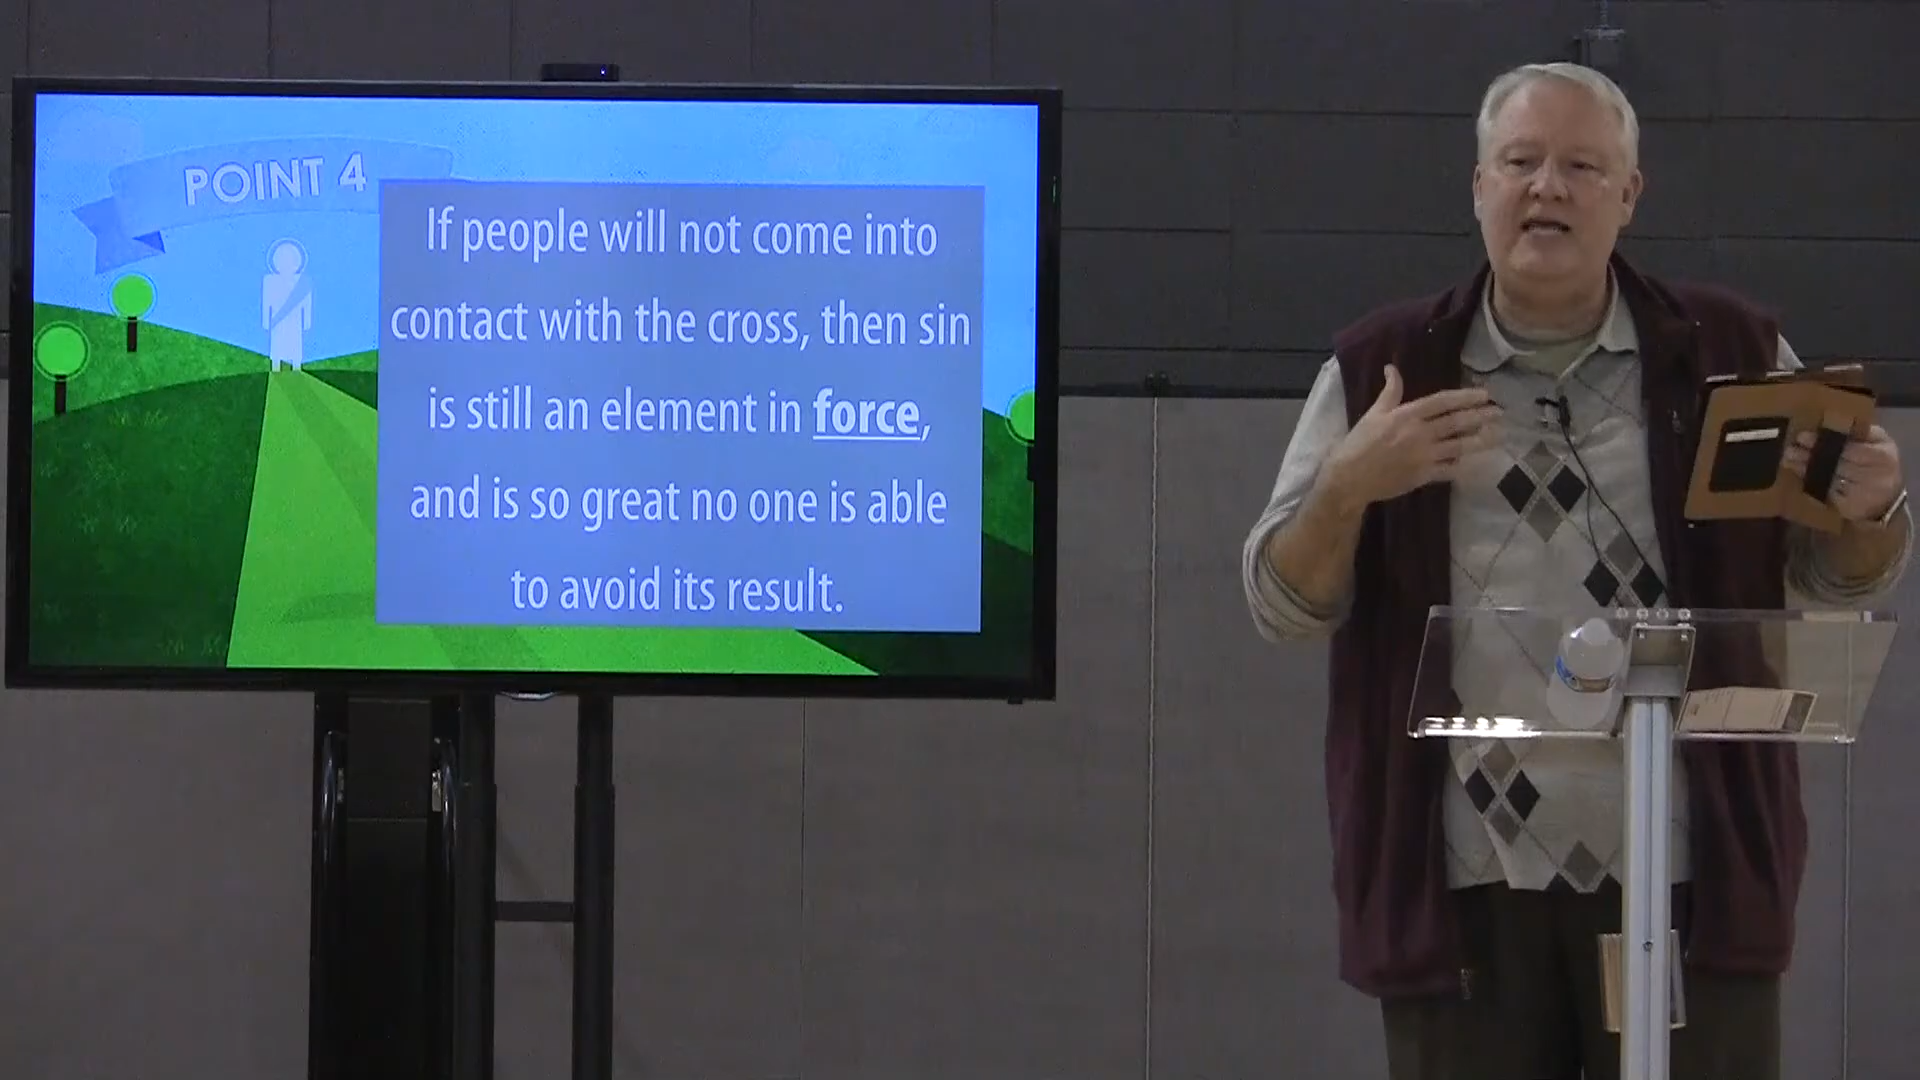 POINT 4
If people will not come into
contact with the cross, then sin
is still an element in force,
and is so great no one is able
to avoid its result.